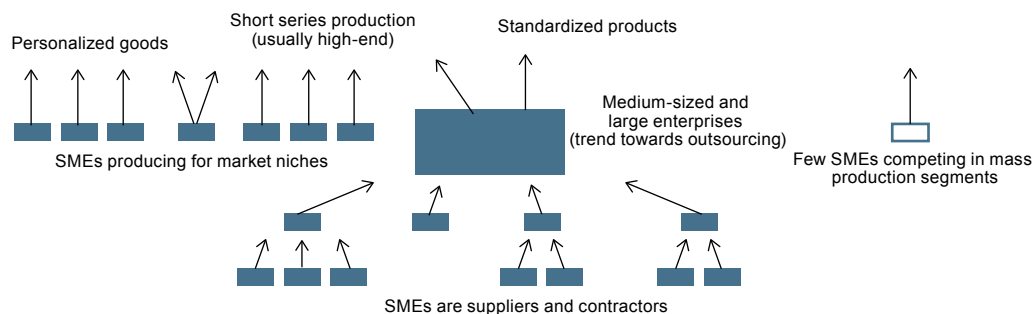 Personalized goods
Short series production
(usually high-end)
Standardized products
Medium-sized and
large enterprises
(trend towards outsourcing)
SMEs producing for market niches
Few SMEs competing in mass
production segments
SMEs are suppliers and contractors